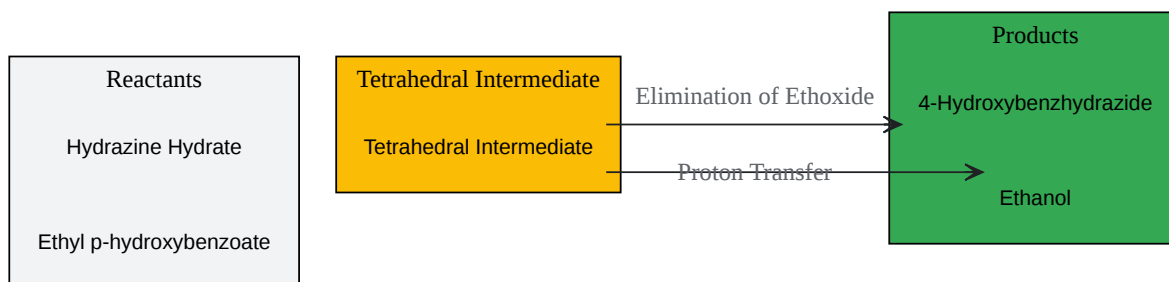 Reactants
Hydrazine Hydrate
Ethyl p-hydroxybenzoate
Tetrahedral Intermediate
Tetrahedral Intermediate
Elimination of Ethoxide
Proton Transfer
Products
4-Hydroxybenzhydrazide
Ethanol